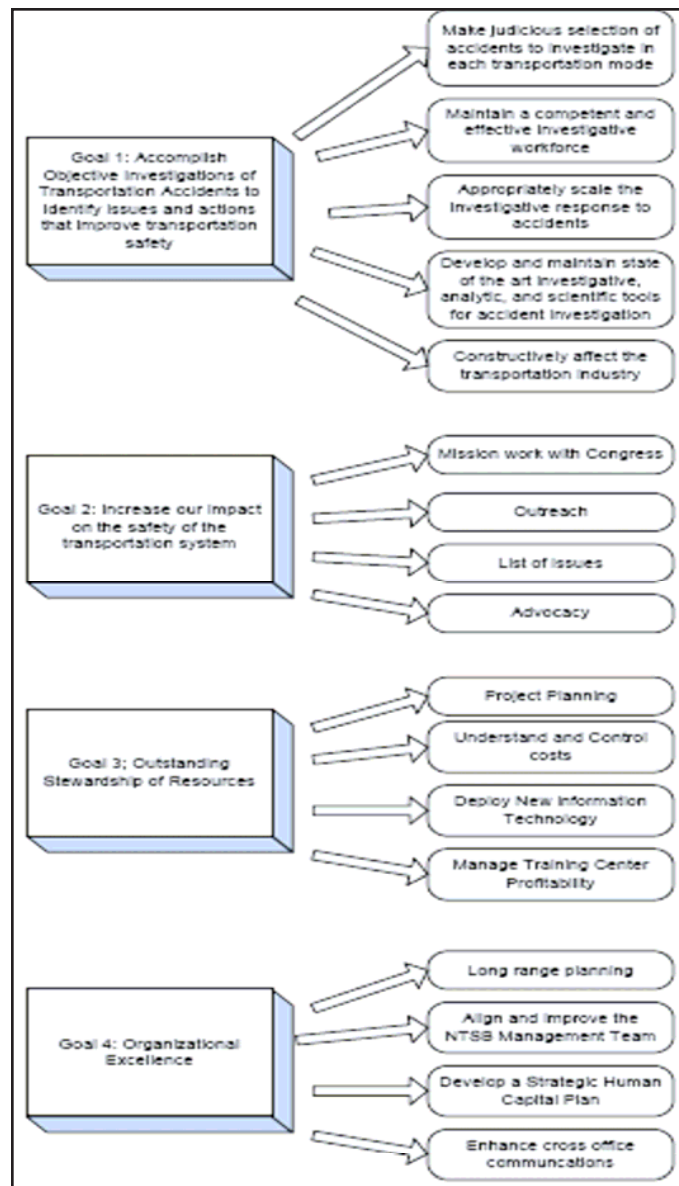 Goal 1: Accomplish
Objective Investigations of
Transportation Accidents to
Identify issues and actions
that improve transportation
safety
Make judicious selection of
accidents to investigate in
each transportation mode
Maintain a competent and
effective investigative
workforce
Appropriately scale the
investigative response to
accidents
Develop and maintain state
of the art investigative,
analytic, and scientific tools
for accident investigation
Constructively affect the
transportation industry
Goal 2: Increase our impact
on the safety of the
transportation system
Mission work with Congress
Outreach
List of Issues
Advocacy
Goal 3; Outstanding
Stewardship of Resources
Project Planning
Understand and Control
costs
Deploy New Information
Technology
Manage Training Center
Profitability
Goal 4: Organizational
Excellence
Long range planning
Align and improve the
NTSB Management Team
Develop a Strategic Human
Capital Plan
Enhance cross office
communcations